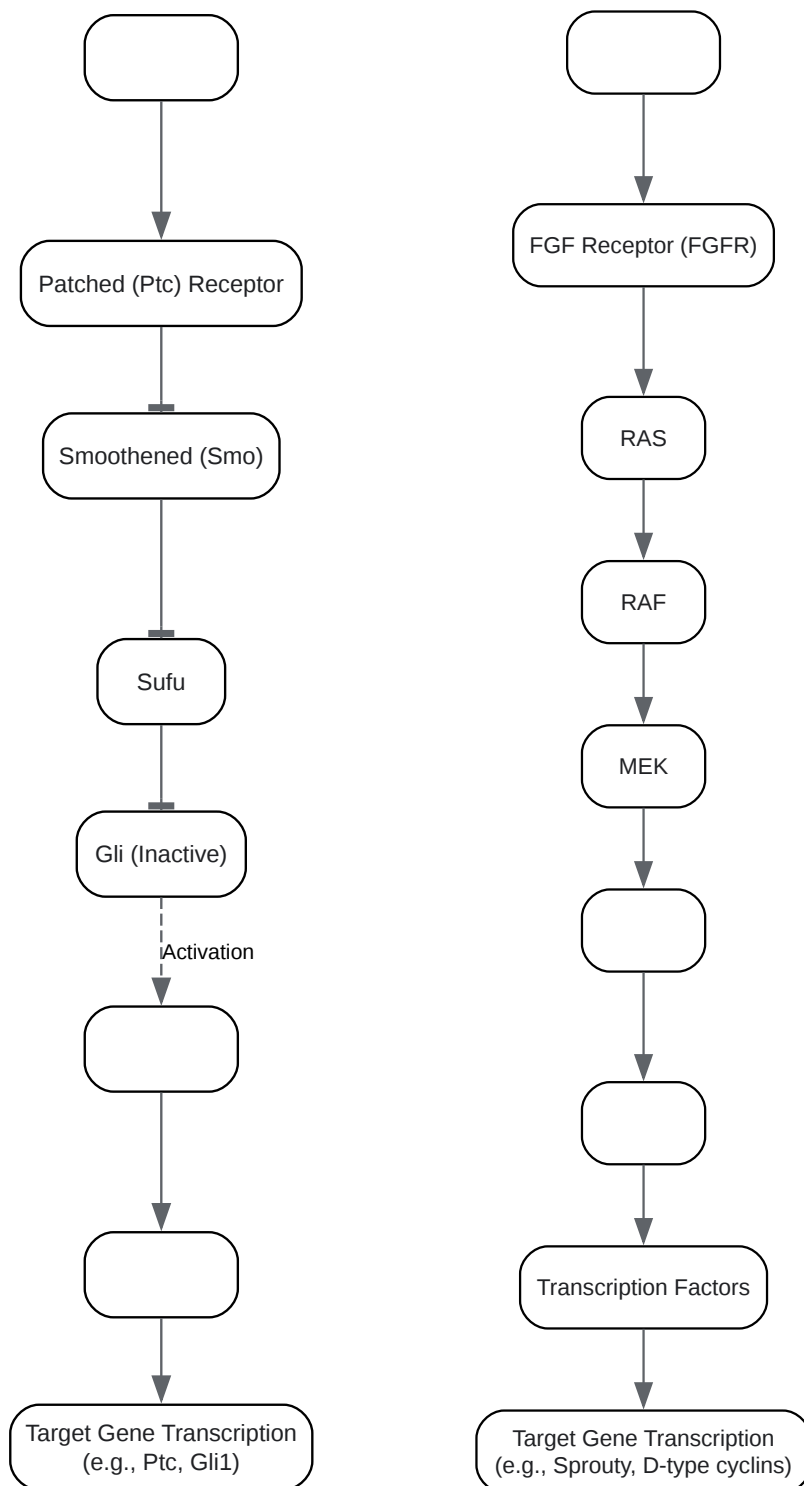 Patched (Ptc) Receptor
Smoothened (Smo)
Sufu
Gli (Inactive)
Activation
Target Gene Transcription
(e.g., Ptc, Gli1)
FGF Receptor (FGFR)
RAS
RAF
MEK
Transcription Factors
Target Gene Transcription
(e.g., Sprouty, D-type cyclins)